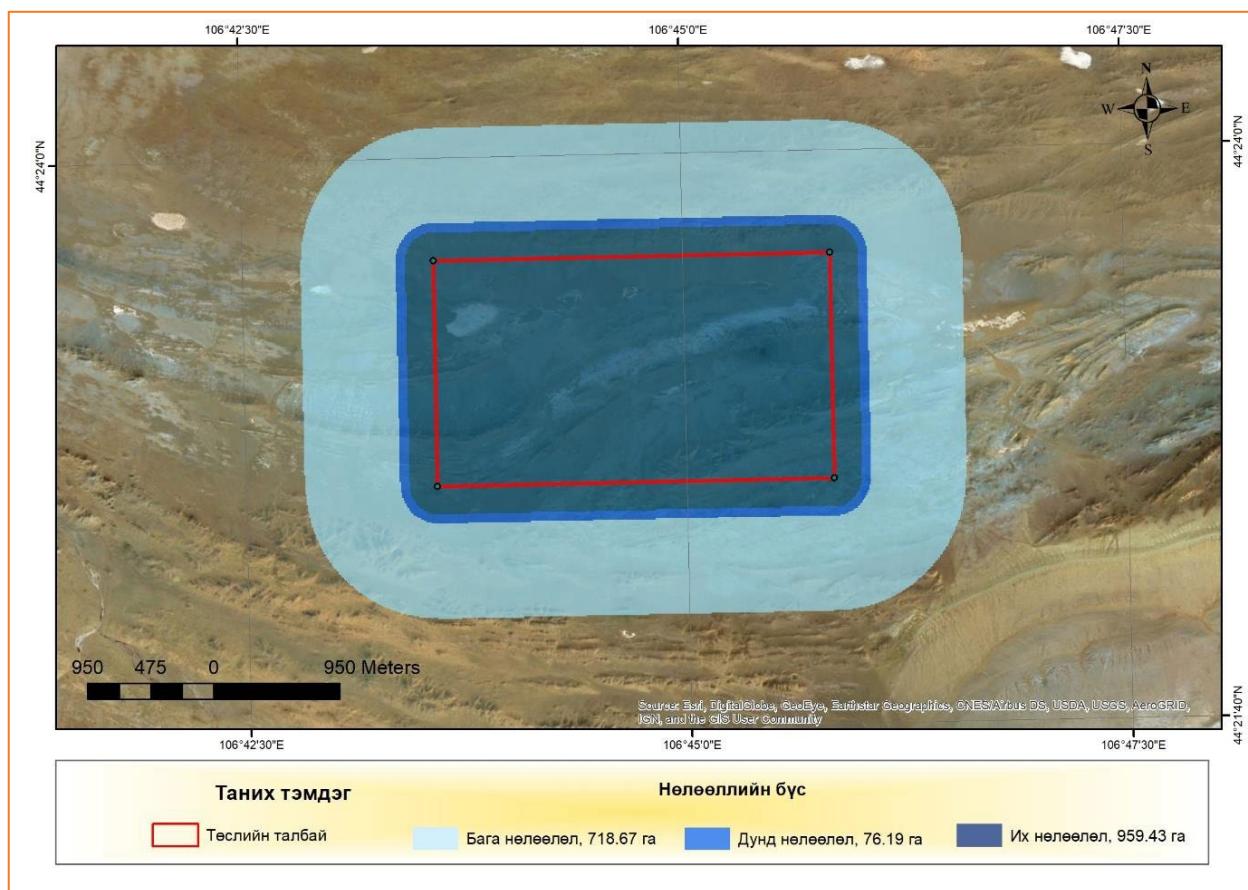 106°42'30"E 106°45'0"E 106°47'30"E
N
W E
S
44°24'0"N 44°24'0"N
950 475 0 950 Meters
Source: Esri, DigitalGlobe, GeoEye, Earthstar Geographics, CNES/Airbus DS, USDA, USGS, AeroGRID,
IGN, and the GIS User Community
44°21'40"N
106°42'30"E 106°45'0"E 106°47'30"E
Таних тэмдэг Нөлөөллийн бүс
Төслийн талбай Бага нөлөөлөл, 718.67 га Дунд нөлөөлөл, 76.19 га Их нөлөөлөл, 959.43 га